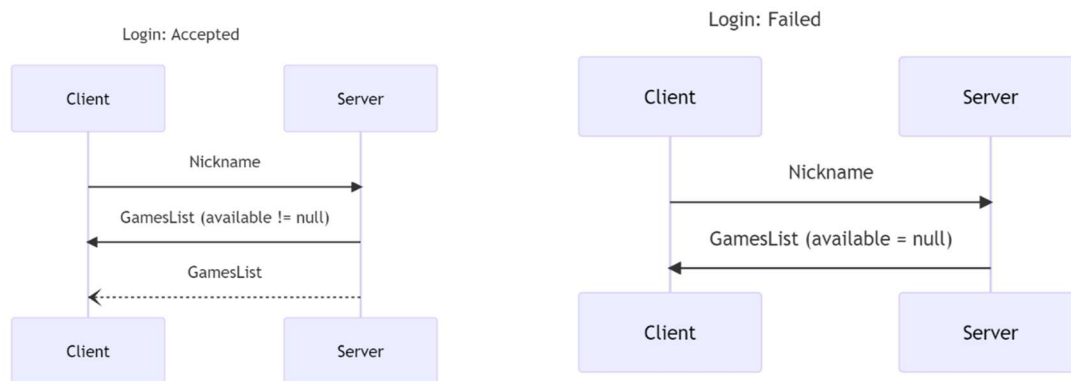 Login: Accepted
Client
Server
Nickname
GamesList (available != null)
GamesList
Client
Server
Login: Failed
Client
Server
Nickname
GamesList (available = null)
Client
Server